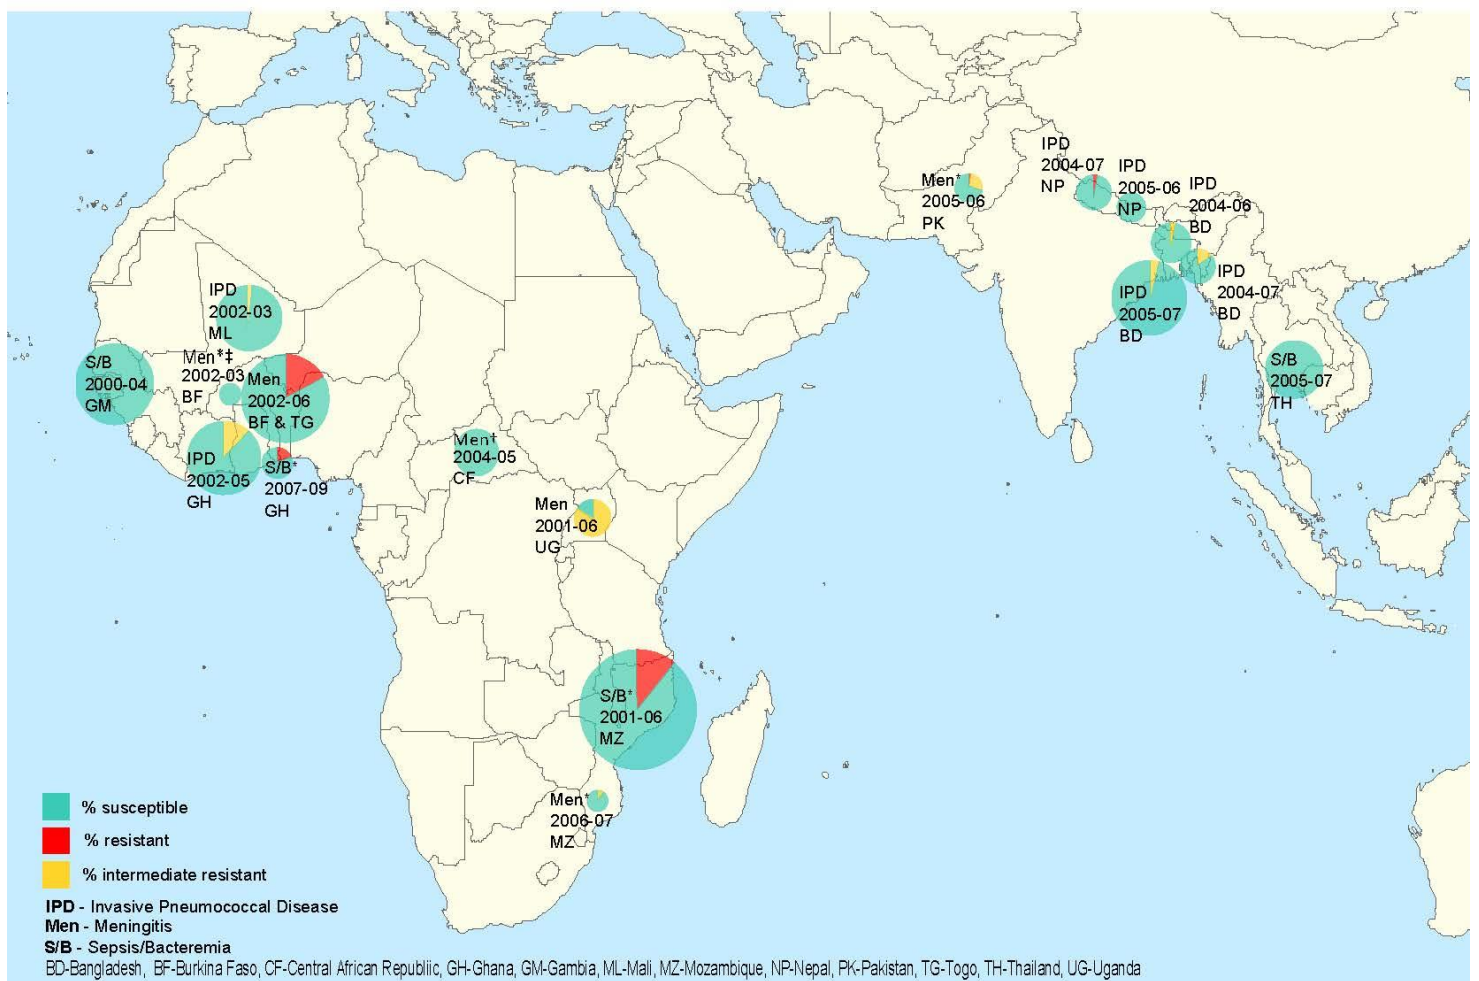 IPD
2004-07
NP
IPD
2005-06
NP
IPD
2004-06
BD
Men*
2005-06
PK
IPD
2004-07
BD
IPD
2005-07
BD
S/B
2005-07
TH
IPD
2002-03
ML
S/B
2000-04
GM
Men*‡
2002-03
BF
Men
2002-06
BF & TG
IPD
2002-05
GH
S/B*
2007-09
GH
Men†
2004-05
CF
Men
2001-06
UG
S/B*
2001-06
MZ
Men*
2006-07
MZ
% susceptible
% resistant
% intermediate resistant
IPD - Invasive Pneumococcal Disease
Men - Meningitis
S/B - Sepsis/Bacteremia
BD-Bangladesh, BF-Burkina Faso, CF-Central African Republiic, GH-Ghana, GM-Gambia, ML-Mali, MZ-Mozambique, NP-Nepal, PK-Pakistan, TG-Togo, TH-Thailand, UG-Uganda